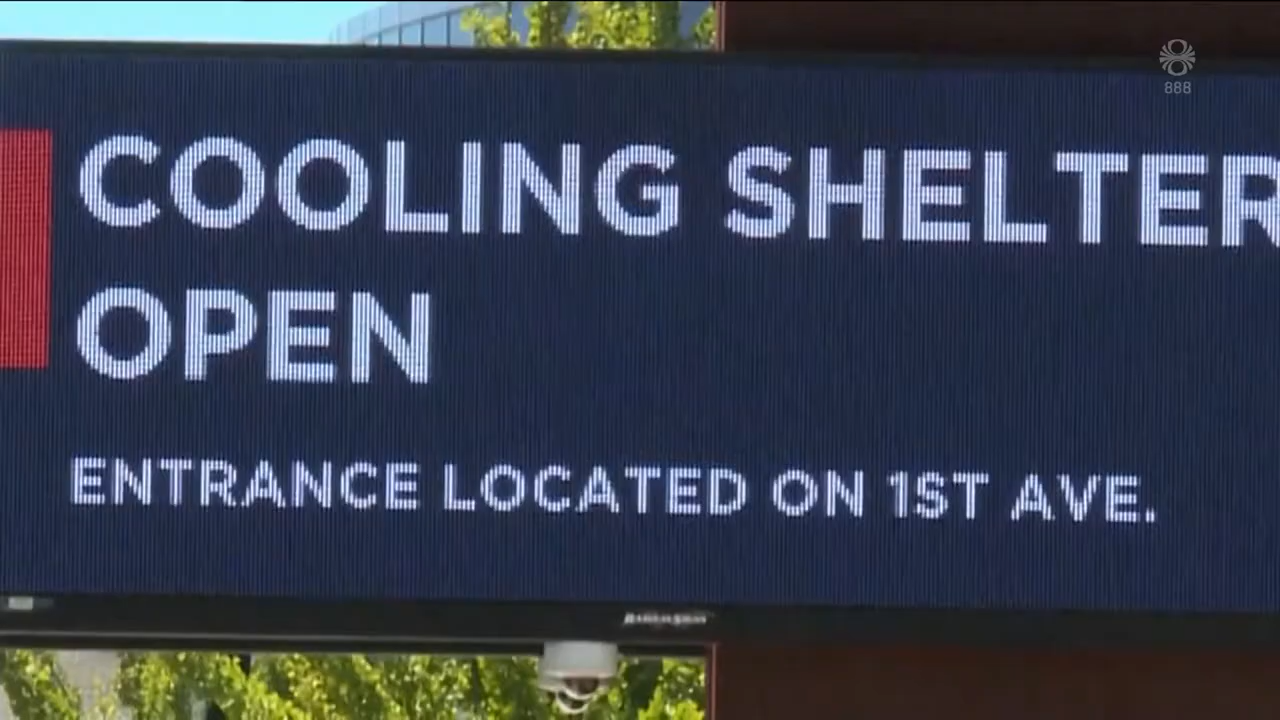 888
COOLING SHELTER
OPEN
ENTRANCE LOCATED ON 1ST AVE.